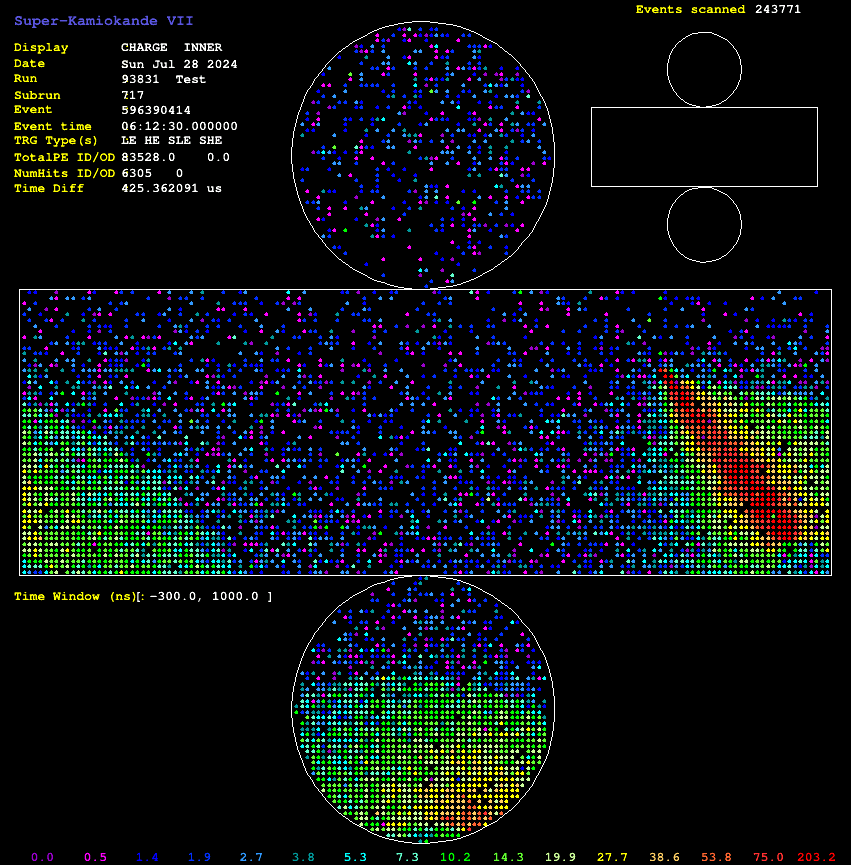 Super-Kamiokande VII
Events scanned 243771
Display CHARGE INNER
Date Sun Jul 28 2024
Run 93831 Test
Subrun 717
Event 596390414
Event time 06:12:30.000000
TRG Type(s) LE HE SLE SHE
TotalPE ID/OD 83528.0 0.0
NumHits ID/OD 6305 0
Time Diff 425.362091 us
Time Window (ns)[: −300.0, 1000.0 ]
0.0 0.5 1.4 1.9 2.7 3.8 5.3 7.3 10.2 14.3 19.9 27.7 38.6 53.8 75.0 203.2